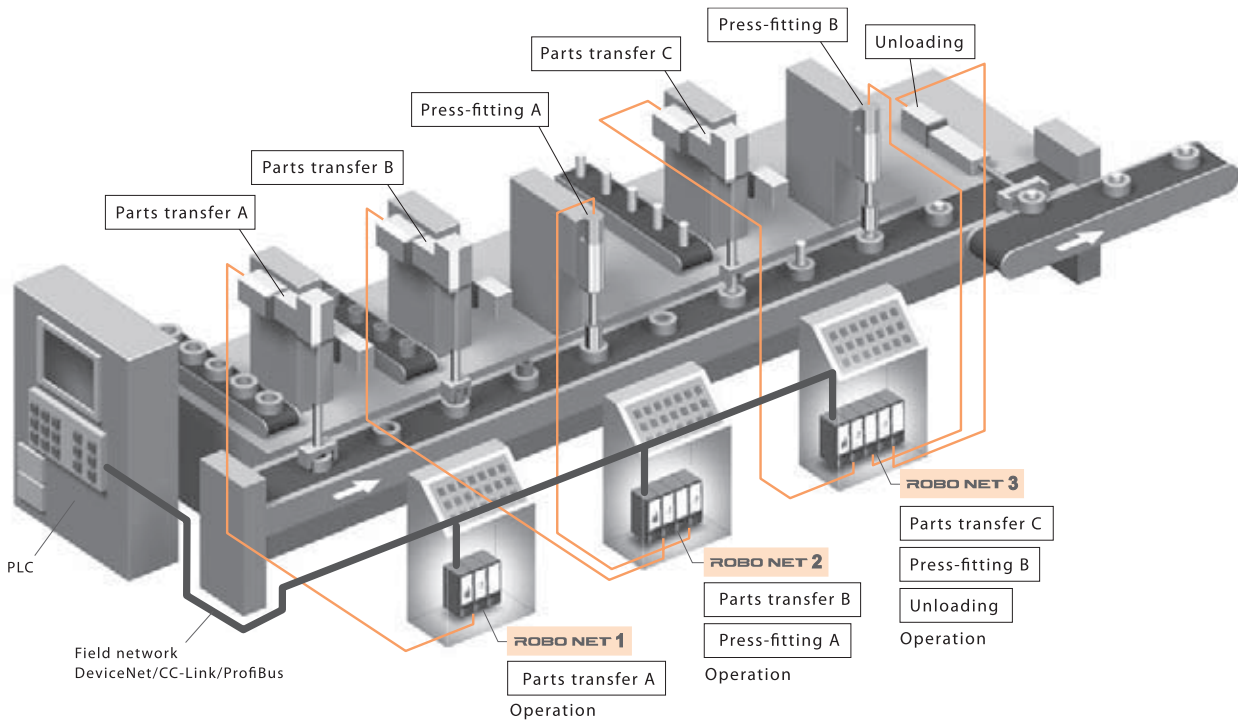 Press-fitting B
Unloading
Parts transfer C
Press-fitting A
Parts transfer B
Parts transfer A
PLC
Field network
DeviceNet/CC-Link/ProfiBus
ROBO NET 1
Parts transfer A
Operation
ROBO NET 2
Parts transfer B
Press-fitting A
Operation
ROBO NET 3
Parts transfer C
Press-fitting B
Unloading
Operation